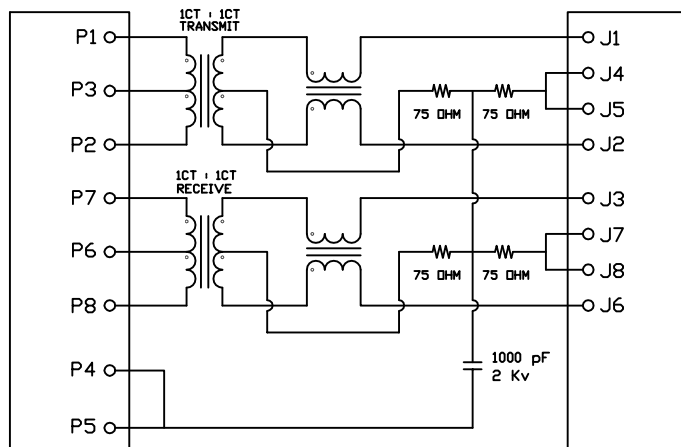 1CT : 1CT
TRANSMIT
P1
J1
J4
P3
75 OHM
75 OHM
J5
P2
J2
1CT : 1CT
RECEIVE
P7
J3
J7
P6
75 OHM
75 OHM
J8
P8
J6
1000 pF
2 Kv
P4
P5